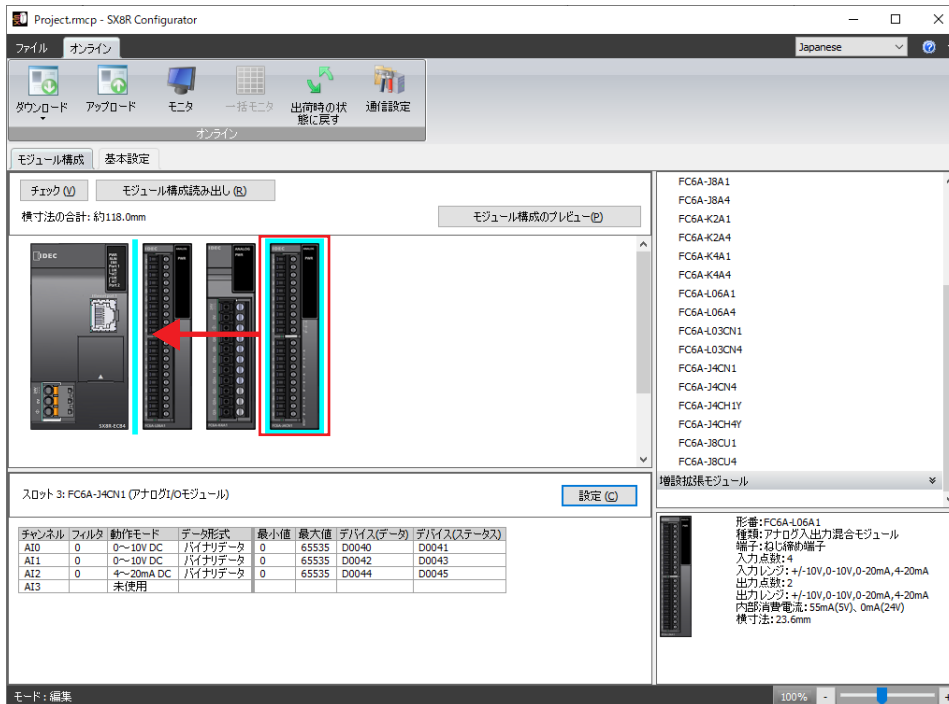 Project.rmcp - SX8R Configurator
ファイル オンライン Japanese
ダウンロード アップロード モニタ 一括モニタ 出荷時の状態に戻す 通信設定
オンライン
モジュール構成 基本設定
チェック(V) モジュール構成読み出し(R)
横寸法の合計: 約118.0mm モジュール構成のプレビュー(P)
IDEC
SX8R-ECB4
スロット 3: FC6A-J4CN1 (アナログI/Oモジュール) 設定(C)
チャンネル フィルタ 動作モード データ形式 最小値 最大値 デバイス(データ) デバイス(ステータス)
AI0 0 0～10V DC バイナリデータ 0 65535 D0040 D0041
AI1 0 0～10V DC バイナリデータ 0 65535 D0042 D0043
AI2 0 4～20mA DC バイナリデータ 0 65535 D0044 D0045
AI3 未使用
FC6A-J8A1
FC6A-J8A4
FC6A-K2A1
FC6A-K2A4
FC6A-K4A1
FC6A-K4A4
FC6A-L06A1
FC6A-L06A4
FC6A-L03CN1
FC6A-L03CN4
FC6A-J4CN1
FC6A-J4CN4
FC6A-J4CH1Y
FC6A-J4CH4Y
FC6A-J8CU1
FC6A-J8CU4
増設拡張モジュール
形番:FC6A-L06A1
種類:アナログ入出力混合モジュール
端子:ねじ締め端子
入力点数:4
入力レンジ:+/-10V,0-10V,0-20mA,4-20mA
出力点数:2
出力レンジ:+/-10V,0-10V,0-20mA,4-20mA
内部消費電流:55mA(5V)、0mA(24V)
横寸法:23.6mm
モード : 編集 100% - +